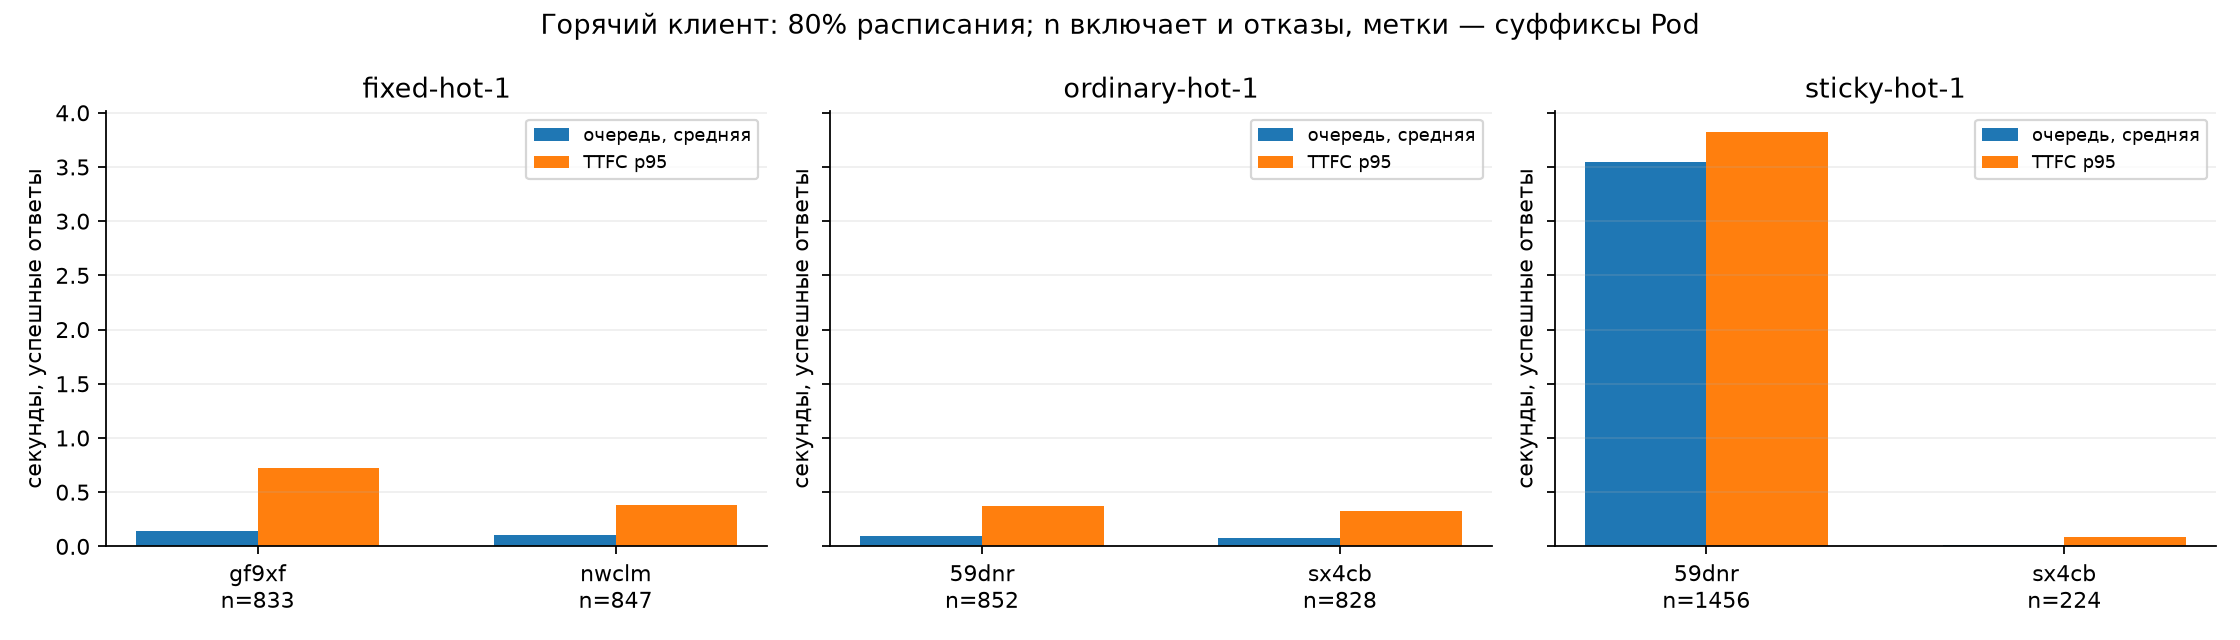 Горячий клиент: 80% расписания; n включает и отказы, метки — суффиксы Pod
fixed-hot-1
секунды, успешные ответы
4.0
3.5
3.0
2.5
2.0
1.5
1.0
0.5
0.0
очередь, средняя
TTFC p95
gf9xf
n=833
nwclm
n=847
ordinary-hot-1
секунды, успешные ответы
очередь, средняя
TTFC p95
59dnr
n=852
sx4cb
n=828
sticky-hot-1
секунды, успешные ответы
очередь, средняя
TTFC p95
59dnr
n=1456
sx4cb
n=224